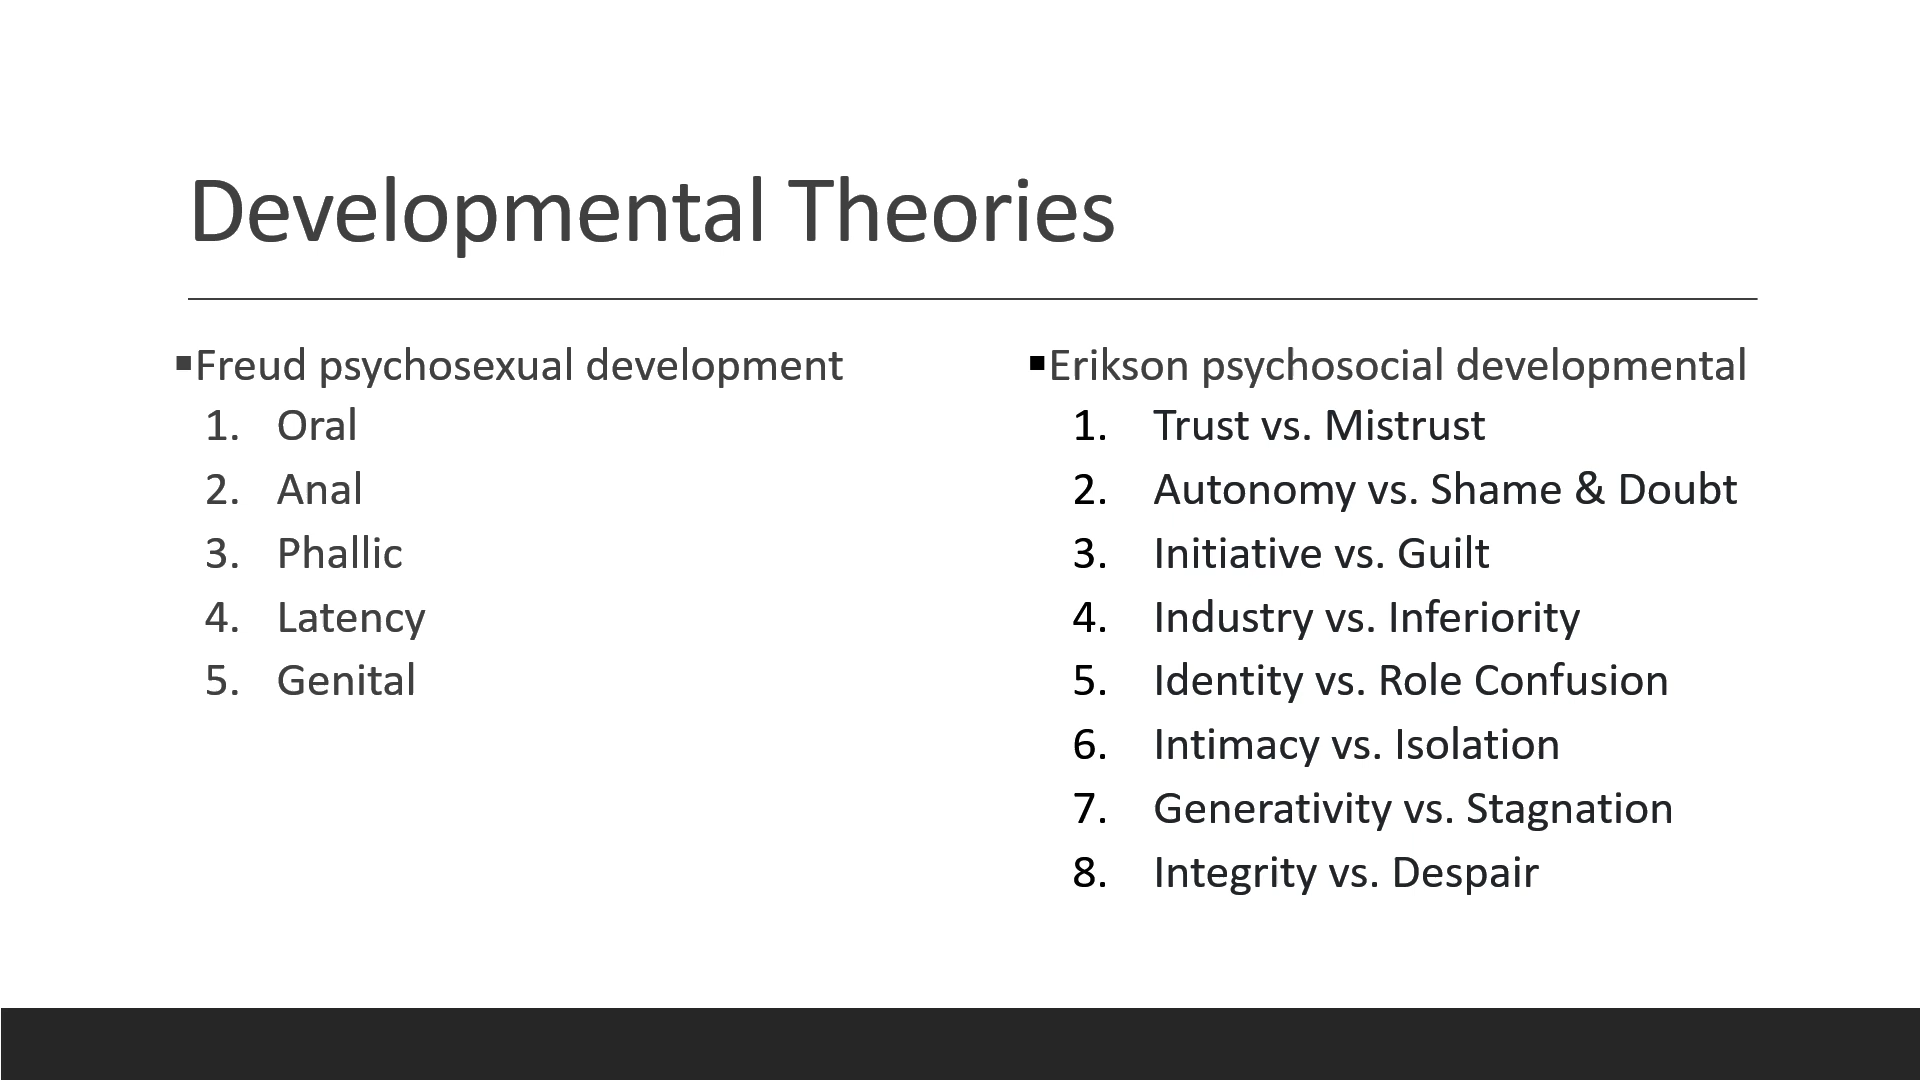 Developmental Theories
▪Freud psychosexual development
1. Oral
2. Anal
3. Phallic
4. Latency
5. Genital
▪Erikson psychosocial developmental
1. Trust vs. Mistrust
2. Autonomy vs. Shame & Doubt
3. Initiative vs. Guilt
4. Industry vs. Inferiority
5. Identity vs. Role Confusion
6. Intimacy vs. Isolation
7. Generativity vs. Stagnation
8. Integrity vs. Despair